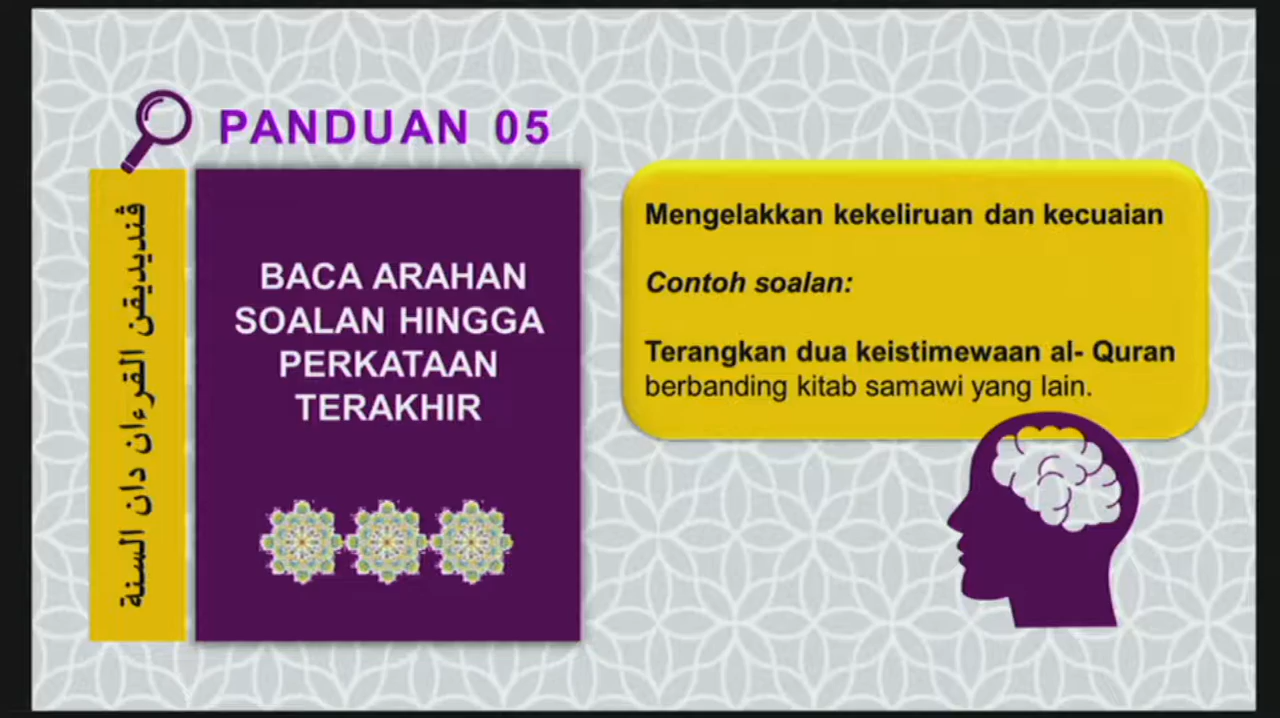 PANDUAN 05
ڤنديديقن القرءان دان السنة
BACA ARAHAN
SOALAN HINGGA
PERKATAAN
TERAKHIR
Mengelakkan kekeliruan dan kecuaian
Contoh soalan:
Terangkan dua keistimewaan al- Quran
berbanding kitab samawi yang lain.